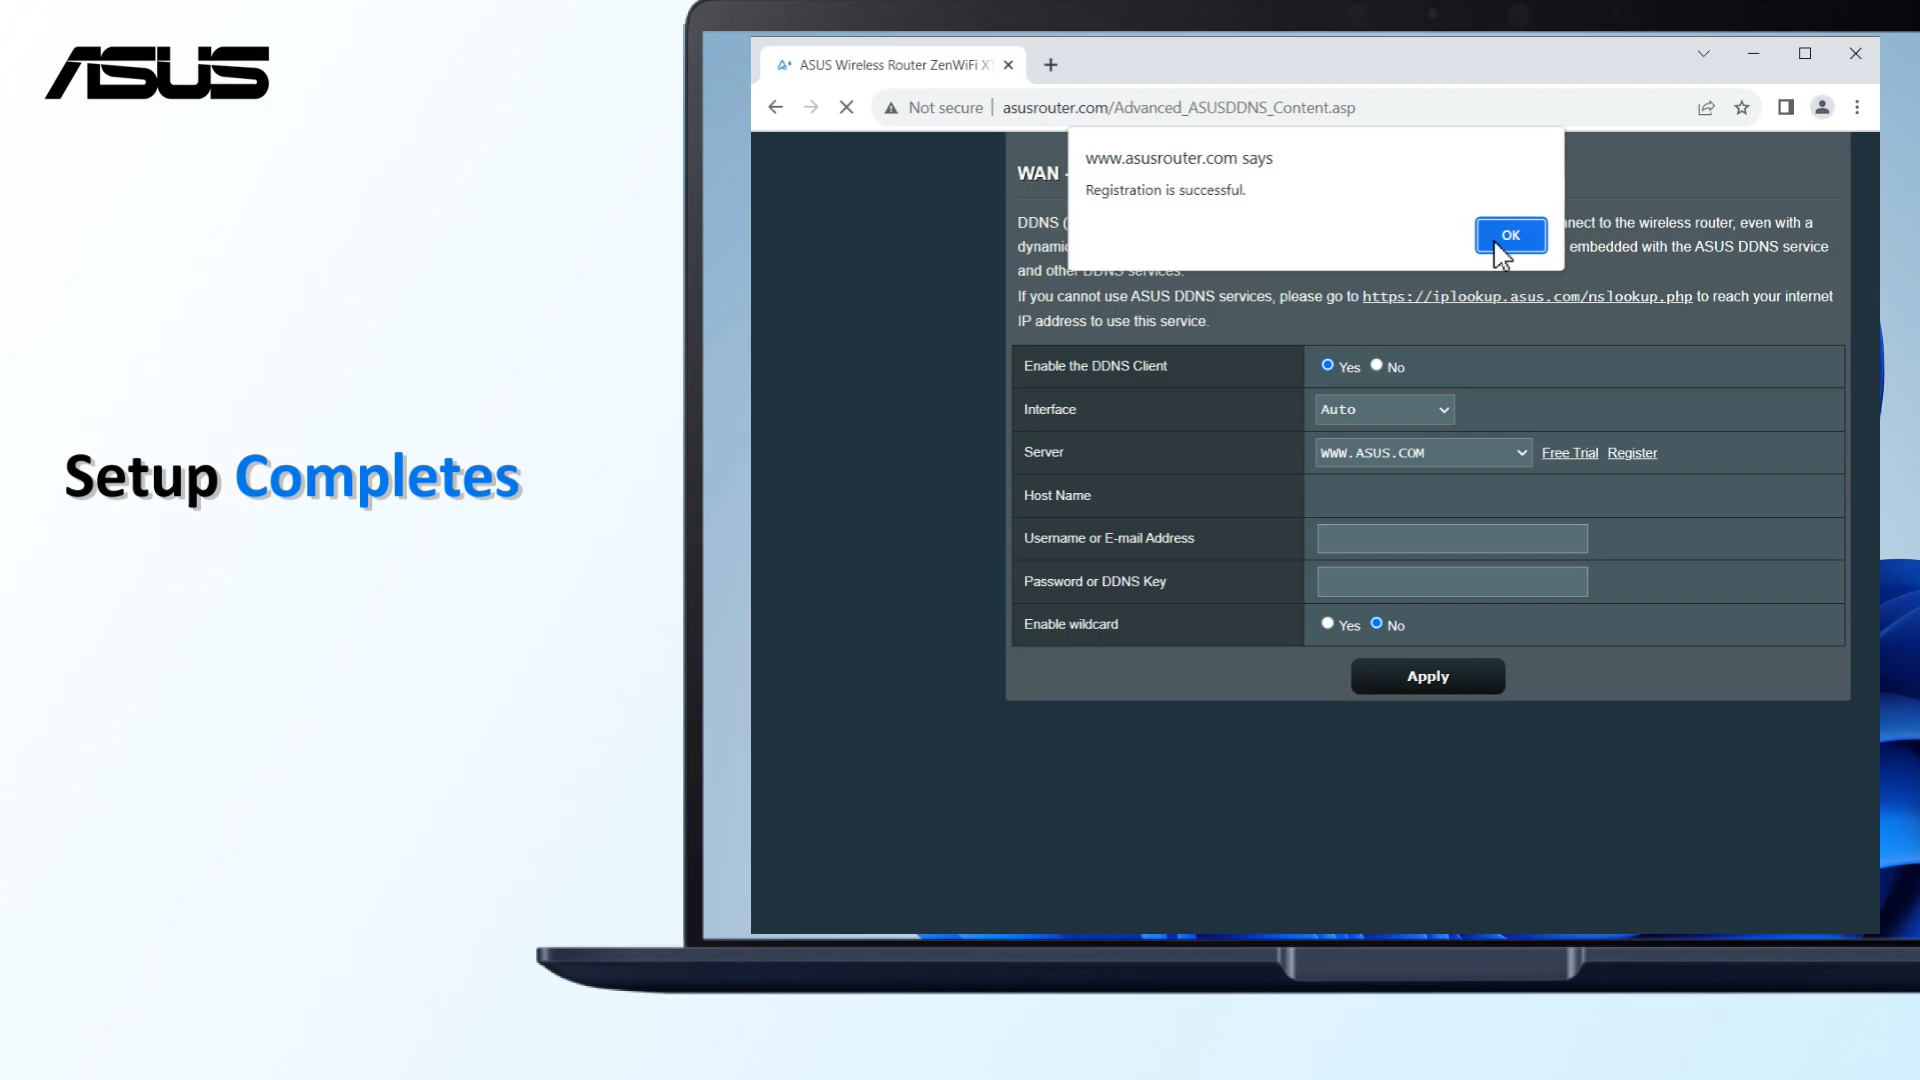 ASUS
Setup Completes
ASUS Wireless Router ZenWiFi XT
Not secure | asusrouter.com/Advanced_ASUSDDNS_Content.asp
www.asusrouter.com says
Registration is successful.
OK
WAN -
DDNS (
nnect to the wireless router, even with a
dynamic
embedded with the ASUS DDNS service
and other DDNS services.
If you cannot use ASUS DDNS services, please go to https://iplookup.asus.com/nslookup.php to reach your internet
IP address to use this service.
Enable the DDNS Client Yes No
Interface Auto
Server WWW.ASUS.COM Free Trial Register
Host Name
Username or E-mail Address
Password or DDNS Key
Enable wildcard Yes No
Apply